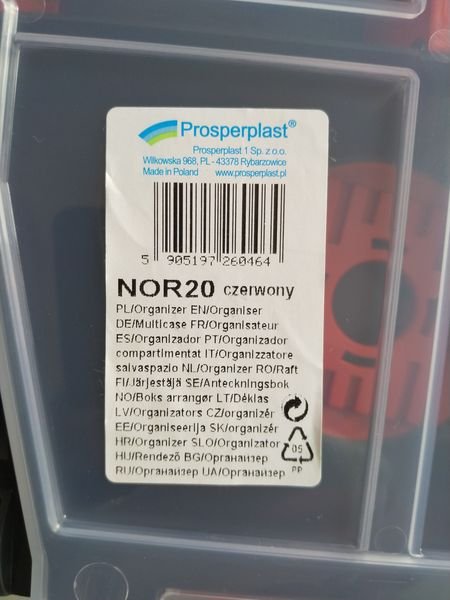 Prosperplast®
Prosperplast 1 Sp. z o.o.
Wilkowska 968, PL - 43378 Rybarzowice
Made in Poland www.prosperplast.pl
5 905197 260464
NOR20 czerwony
PL/Organizer EN/Organiser
DE/Multicase FR/Organisateur
ES/Organizador PT/Organizador
compartimentat IT/Organizzatore
salvaspazio NL/Organizer RO/Raft
FI/Järjestäjä SE/Anteckningsbok
NO/Boks arrangør LT/Dėklas
LV/Organizators CZ/organizér
EE/Organiseerija SK/organizér
HR/Organizer SLO/Organizator
HU/Rendező BG/Органайзер
RU/Органайзер UA/Органайзер
05
PP